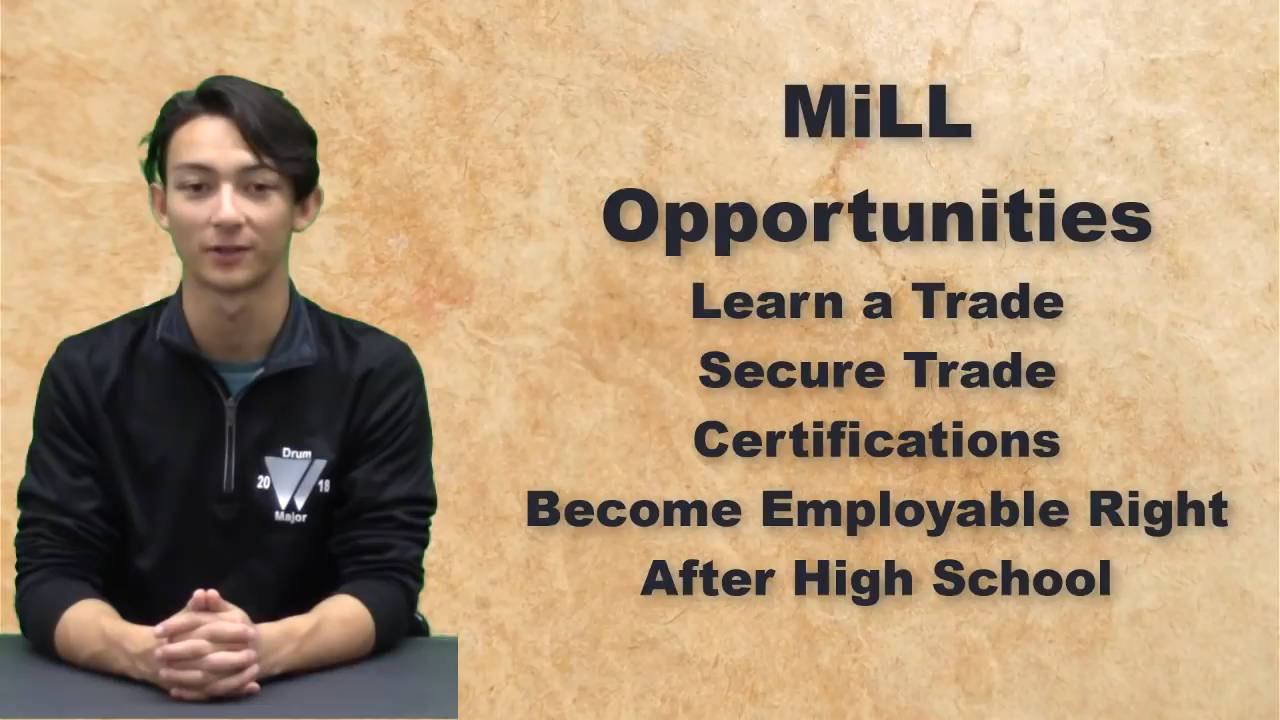 MiLL
Opportunities
Learn a Trade
Secure Trade
Certifications
Become Employable Right
After High School
Drum
20 W 18
Major